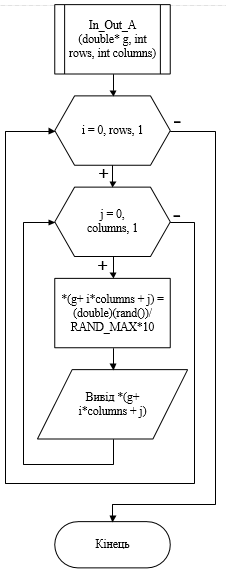 In_Out_A
(double* g, int
rows, int columns)
i = 0, rows, 1
-
+
j = 0,
columns, 1
-
+
*(g+ i*columns + j) =
(double)(rand())/
RAND_MAX*10
Вивід *(g+
i*columns + j)
Кінець